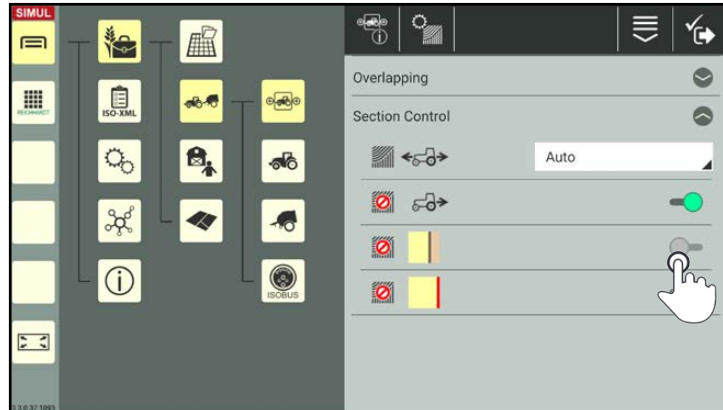 SIMUL
ISO-XML
ISOBUS
Overlapping
Section Control
Auto